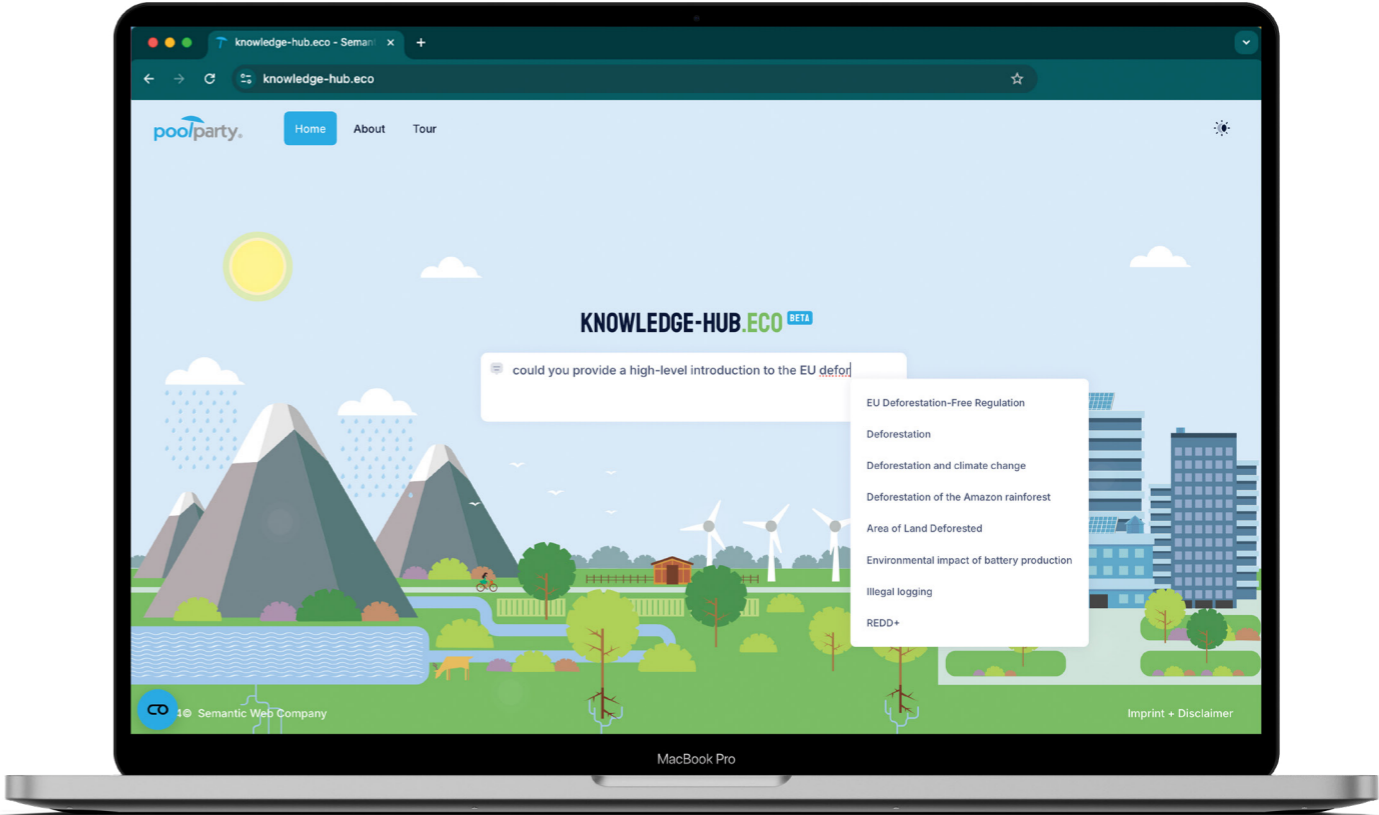 knowledge-hub.eco - Seman
knowledge-hub.eco
poolparty.
Home
About
Tour
KNOWLEDGE-HUB.ECO BETA
could you provide a high-level introduction to the EU defor
EU Deforestation-Free Regulation
Deforestation
Deforestation and climate change
Deforestation of the Amazon rainforest
Area of Land Deforested
Environmental impact of battery production
Illegal logging
REDD+
4© Semantic Web Company
Imprint + Disclaimer
MacBook Pro